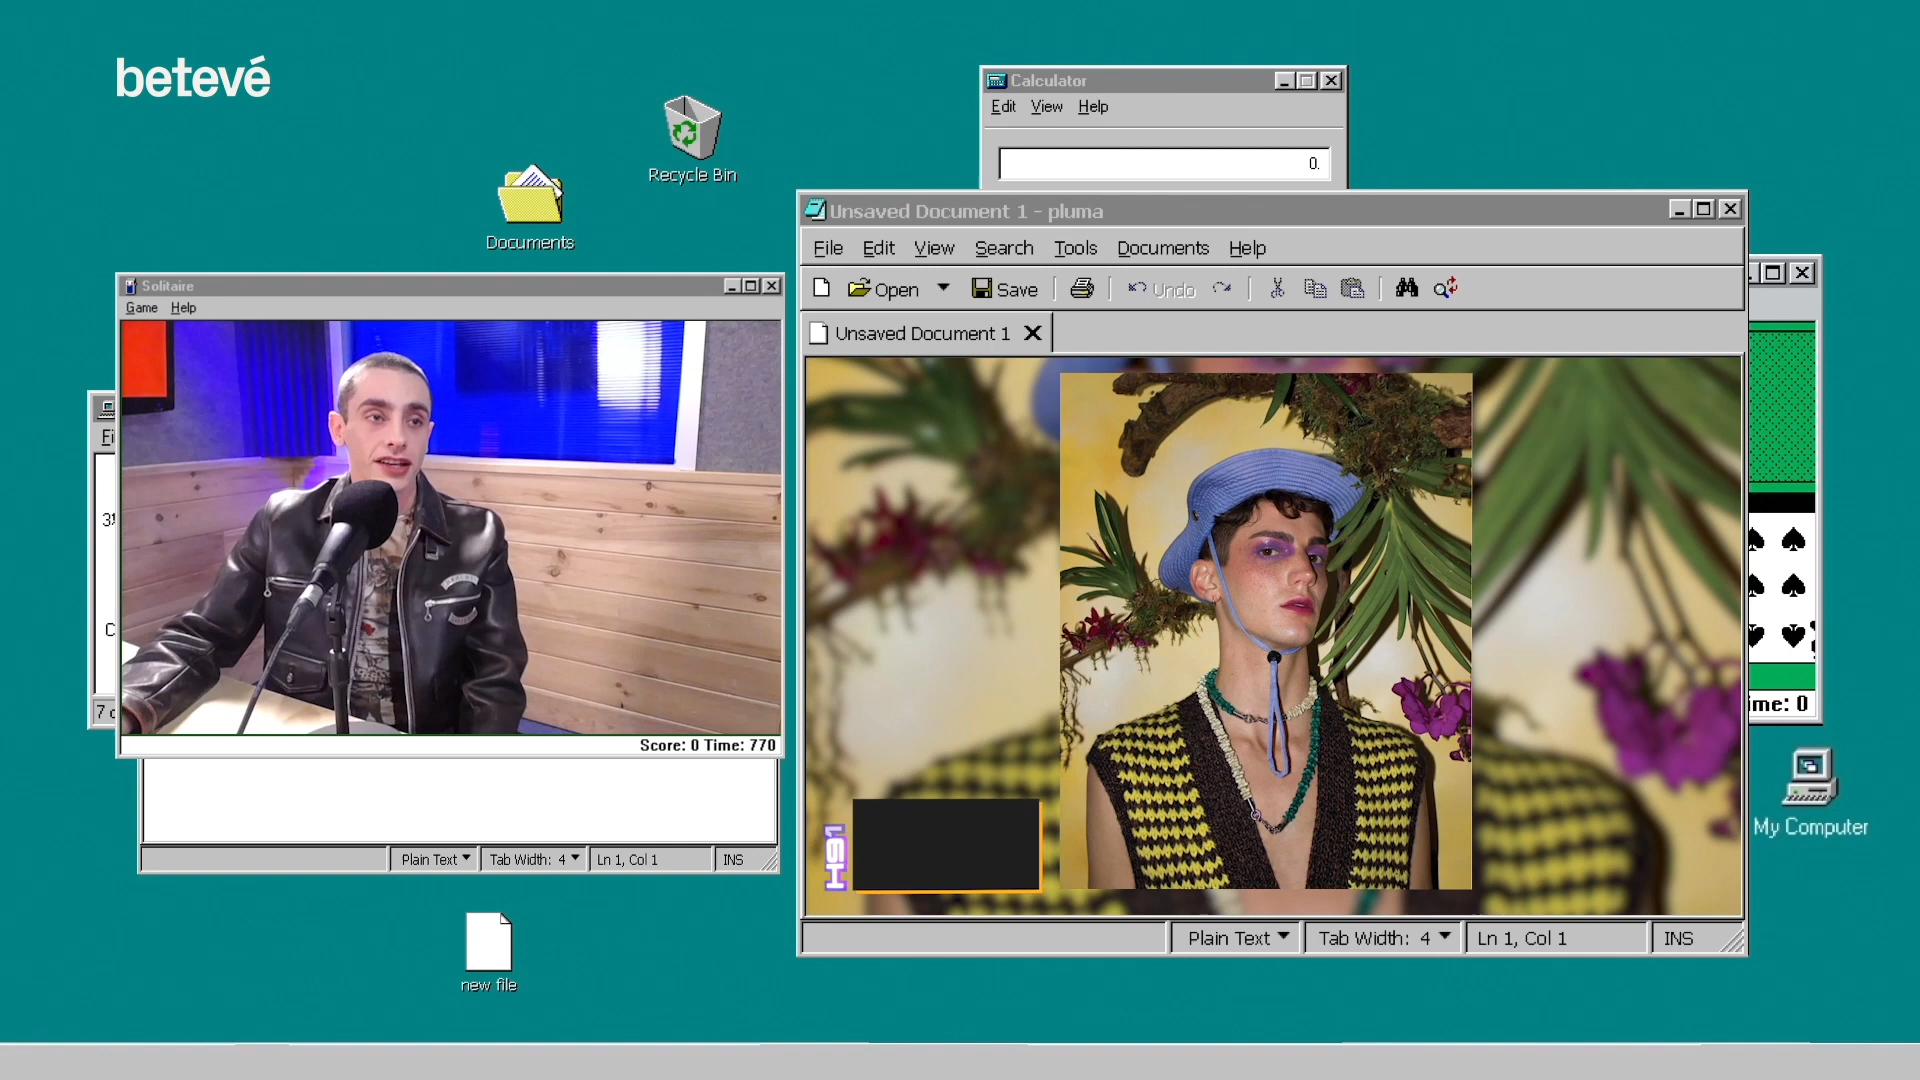 betevé
Recycle Bin
Documents
Calculator
Edit View Help
0.
Unsaved Document 1 - pluma
File Edit View Search Tools Documents Help
Open Save Undo
Unsaved Document 1
Solitaire
Game Help
Score: 0 Time: 770
Plain Text Tab Width: 4 Ln 1, Col 1 INS
HS1
Plain Text Tab Width: 4 Ln 1, Col 1 INS
ime: 0
My Computer
new file